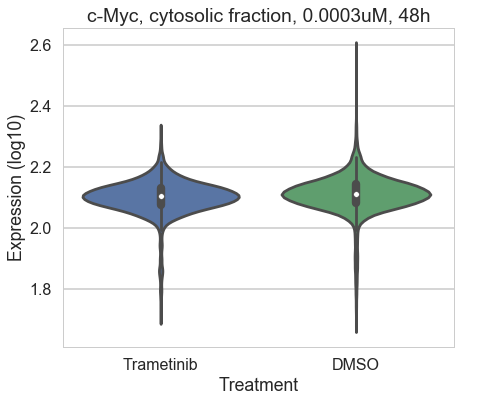 c-Myc, cytosolic fraction, 0.0003uM, 48h
Expression (log10)
2.6
2.4
2.2
2.0
1.8
Trametinib
DMSO
Treatment